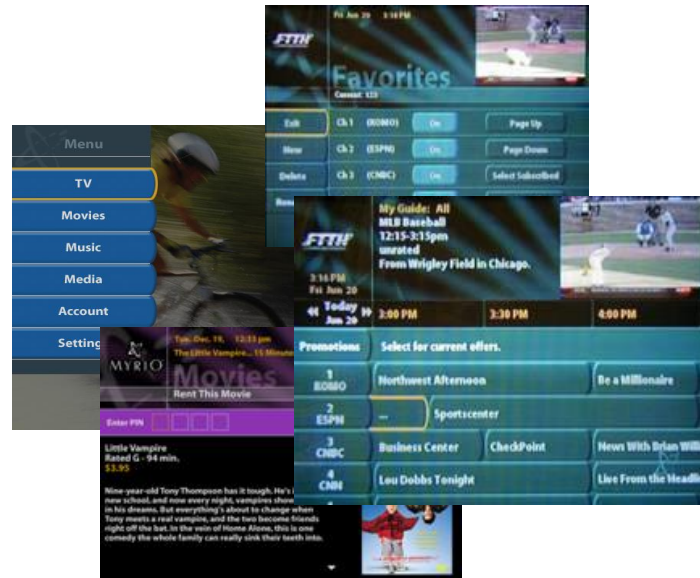 Fri Jun 20 3:16 PM
FTTH
Favorites
Current: 123
Exit Ch 1 (KOMO) On Page Up
New Ch 2 (ESPN) On Page Down
Delete Ch 3 (CNBC) On Select Subscribed
Menu
TV
Movies
Music
Media
Account
Setting
My Guide: All
MLB Baseball
12:15-3:15pm
unrated
From Wrigley Field in Chicago.
FTTH
3:16 PM
Fri Jun 20
Today
Jun 20
3:00 PM 3:30 PM 4:00 PM
Promotions Select for current offers.
1
KOMO
Northwest Afternoon Be a Millionaire
2
ESPN
... Sportscenter
3
CNBC
Business Center CheckPoint News With Brian Willi
4
CNN
Lou Dobbs Tonight Live From the Headli
Tue. Dec. 19, 12:33 pm
The Little Vampire... 15 Minute
MYRIO
Movies
Rent This Movie
Enter PIN
Little Vampire
Rated G - 94 min.
$3.95
Nine-year-old Tony Thompson has it tough. He's
new school, and now every night, vampires show
in his dreams. But everything's about to change when
Tony meets a real vampire, and the two become friends
right off the bat. In the vein of Home Alone, this is one
comedy the whole family can really sink their teeth into.